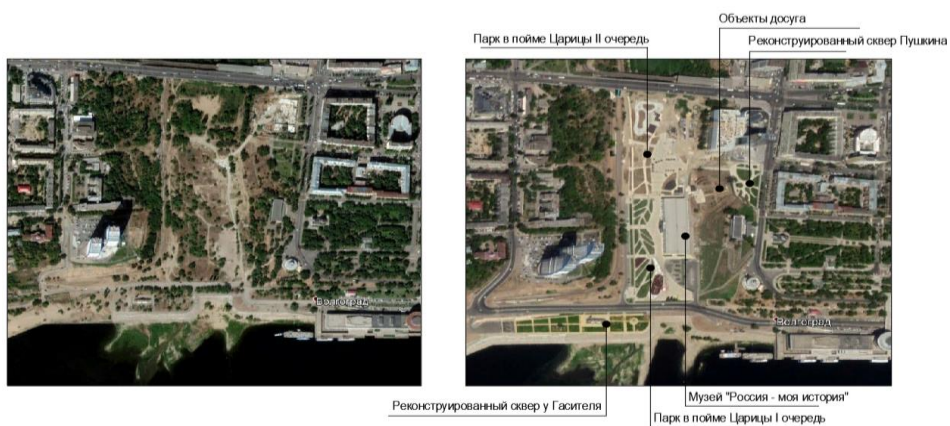 Объекты досуга
Парк в пойме Царицы II очередь
Реконструированный сквер Пушкина
Волгоград
Волгоград
Музей "Россия - моя история"
Реконструированный сквер у Гасителя
Парк в пойме Царицы I очередь